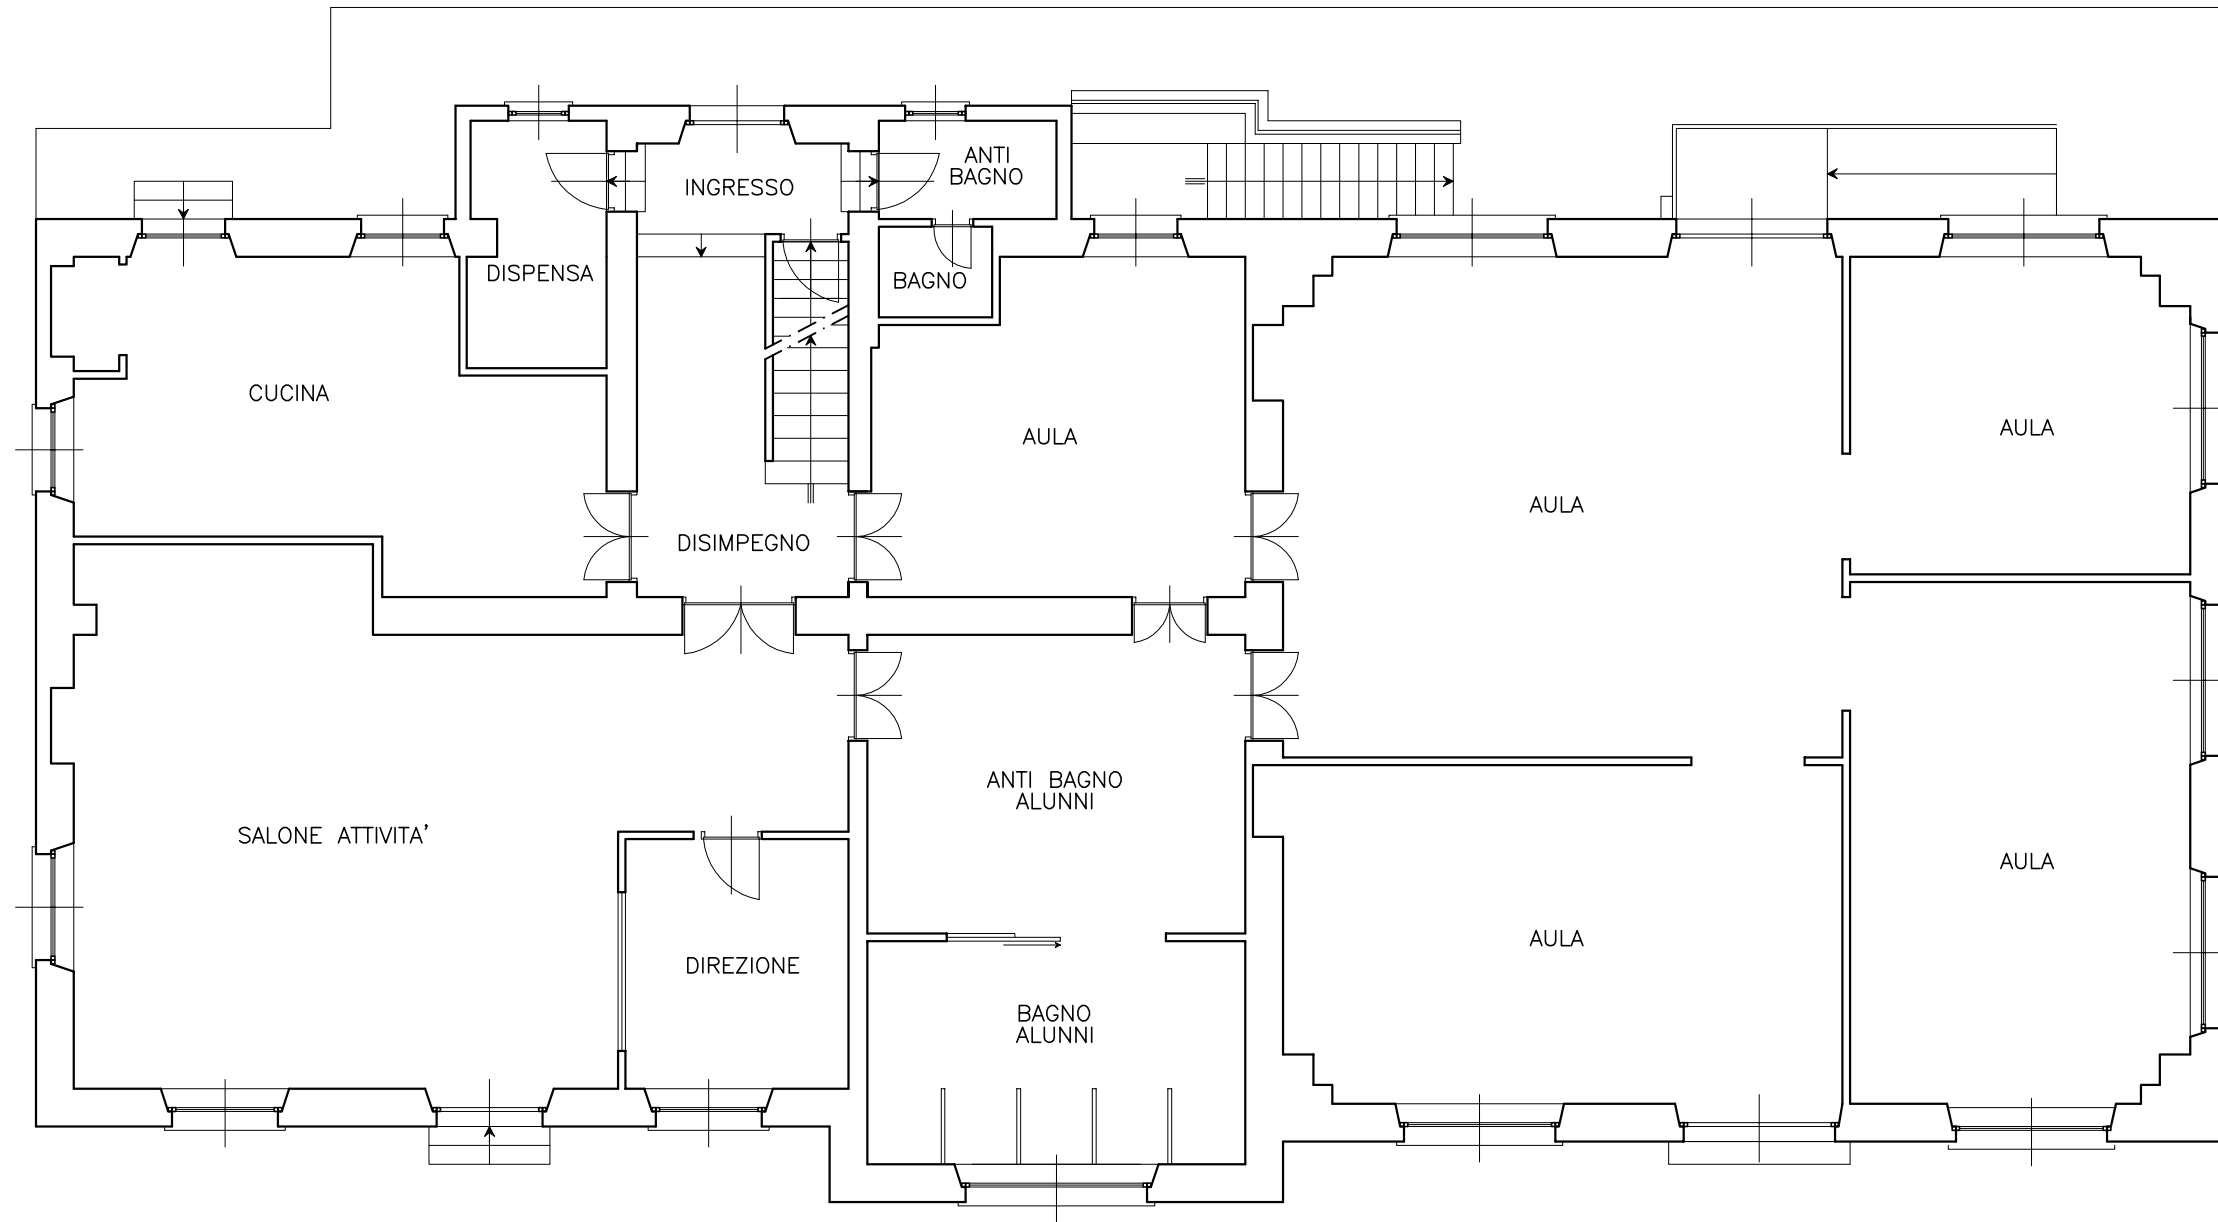 ANTI
BAGNO
INGRESSO
DISPENSA
BAGNO
CUCINA
AULA
AULA
AULA
DISIMPEGNO
ANTI BAGNO
ALUNNI
SALONE ATTIVITA'
AULA
DIREZIONE
AULA
BAGNO
ALUNNI